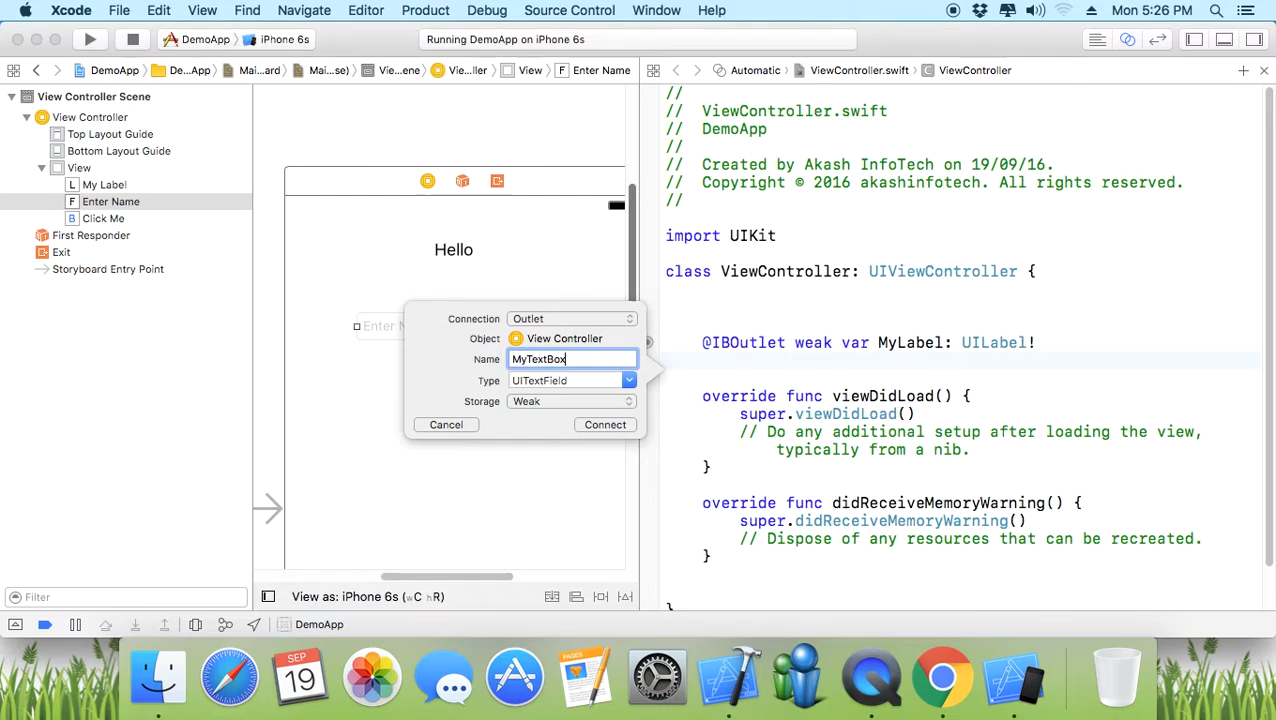 Xcode File Edit View Find Navigate Editor Product Debug Source Control Window Help Mon 5:26 PM
DemoApp iPhone 6s Running DemoApp on iPhone 6s
DemoApp De...App Mai...ard Mai...se) Vie...ene Vie...ller View F Enter Name Automatic ViewController.swift C ViewController
View Controller Scene
View Controller
Top Layout Guide
Bottom Layout Guide
View
L My Label
F Enter Name
B Click Me
First Responder
Exit
Storyboard Entry Point
Filter
Hello
Enter N
Connection Outlet
Object View Controller
Name MyTextBox
Type UITextField
Storage Weak
Cancel Connect
View as: iPhone 6s (wC hR)
//
// ViewController.swift
// DemoApp
//
// Created by Akash InfoTech on 19/09/16.
// Copyright © 2016 akashinfotech. All rights reserved.
//
import UIKit
class ViewController: UIViewController {
@IBOutlet weak var MyLabel: UILabel!
override func viewDidLoad() {
super.viewDidLoad()
// Do any additional setup after loading the view,
typically from a nib.
}
override func didReceiveMemoryWarning() {
super.didReceiveMemoryWarning()
// Dispose of any resources that can be recreated.
}
}
DemoApp
SEP
19
PAGES